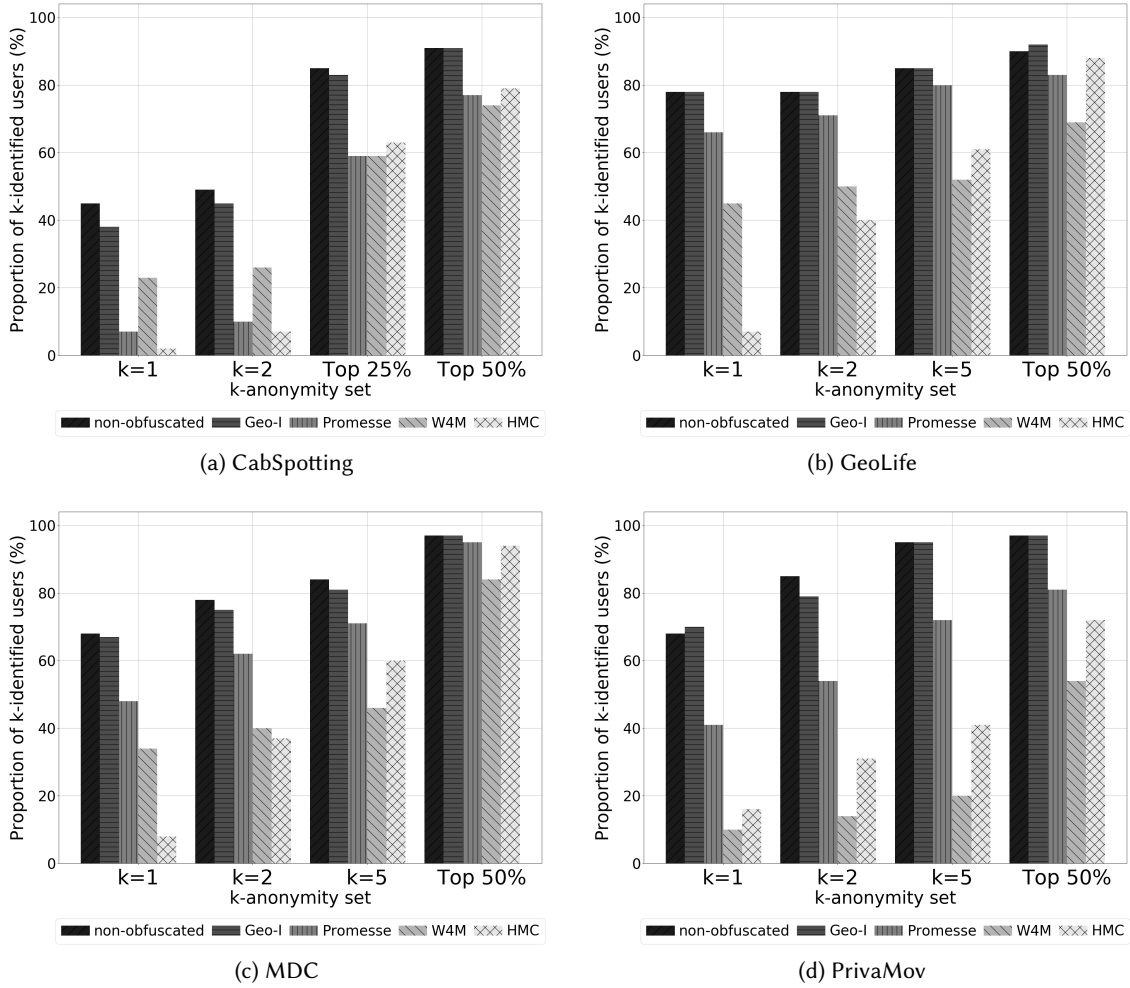 Proportion of k-identified users (%)
100
80
60
40
20
0
k=1 k=2 Top 25% Top 50%
k-anonymity set
non-obfuscated Geo-I Promesse W4M HMC
(a) CabSpotting
Proportion of k-identified users (%)
100
80
60
40
20
0
k=1 k=2 k=5 Top 50%
k-anonymity set
non-obfuscated Geo-I Promesse W4M HMC
(b) GeoLife
Proportion of k-identified users (%)
100
80
60
40
20
0
k=1 k=2 k=5 Top 50%
k-anonymity set
non-obfuscated Geo-I Promesse W4M HMC
(c) MDC
Proportion of k-identified users (%)
100
80
60
40
20
0
k=1 k=2 k=5 Top 50%
k-anonymity set
non-obfuscated Geo-I Promesse W4M HMC
(d) PrivaMov